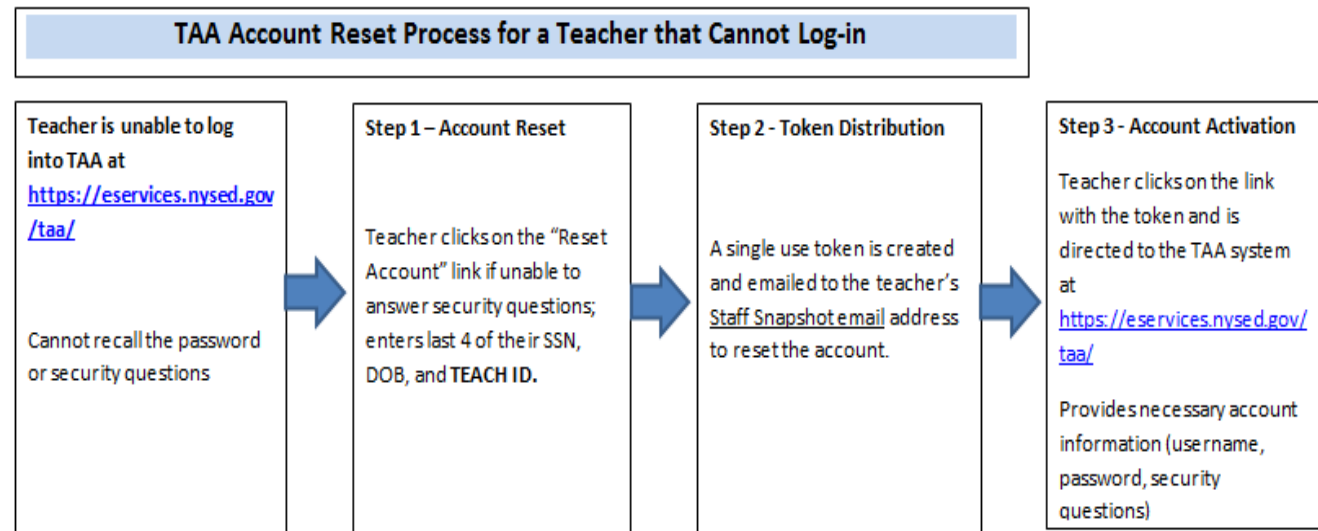 TAA Account Reset Process for a Teacher that Cannot Log-in
Teacher is unable to log
into TAA at
https://eservices.nysed.gov
/taa/
Cannot recall the password
or security questions
Step 1 – Account Reset
Teacher clicks on the “Reset
Account” link if unable to
answer security questions;
enters last 4 of their SSN,
DOB, and TEACH ID.
Step 2 - Token Distribution
A single use token is created
and emailed to the teacher’s
Staff Snapshot email address
to reset the account.
Step 3 - Account Activation
Teacher clicks on the link
with the token and is
directed to the TAA system
at
https://eservices.nysed.gov/
taa/
Provides necessary account
information (username,
password, security
questions)